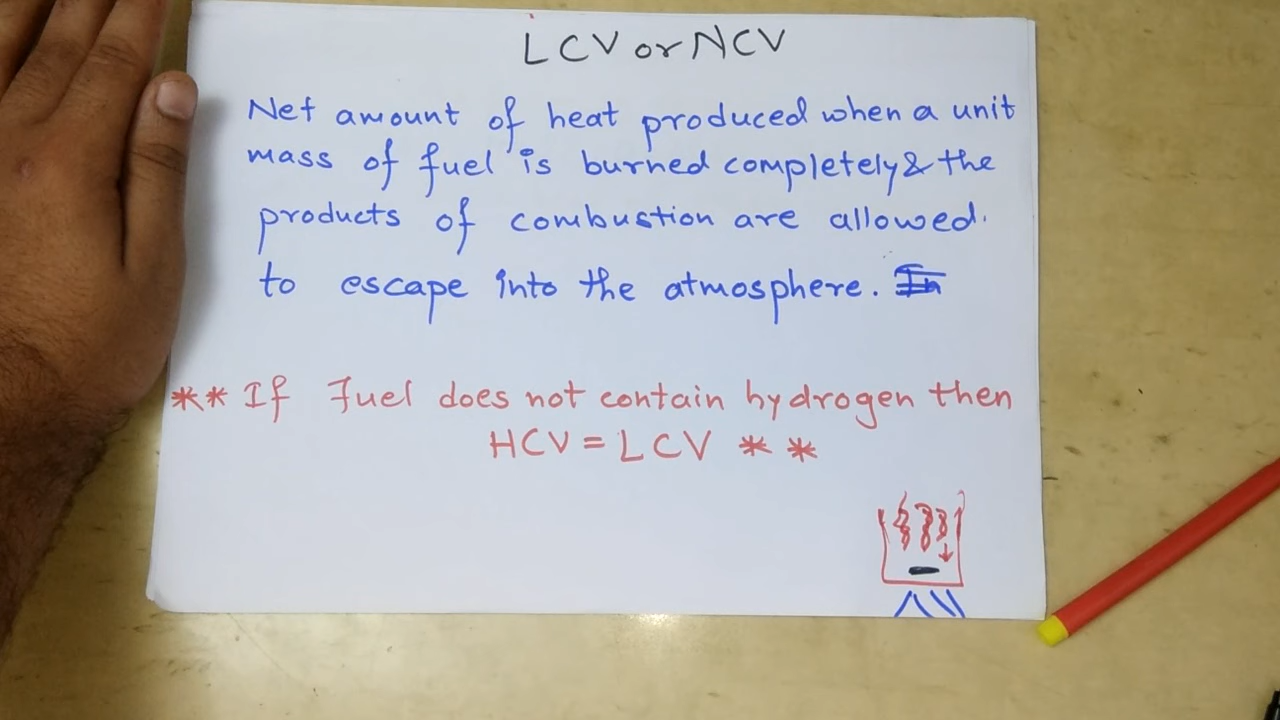 LCV or NCV
Net amount of heat produced when a unit
mass of fuel is burned completely & the
products of combustion are allowed.
to escape into the atmosphere. In
** If Fuel does not contain hydrogen then
HCV = LCV **